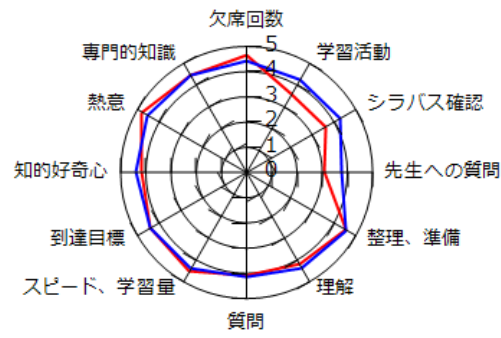 欠席回数
専門的知識
学習活動
熱意
シラバス確認
知的好奇心
先生への質問
到達目標
整理、準備
スピード、学習量
理解
質問
5
4
3
2
1
0